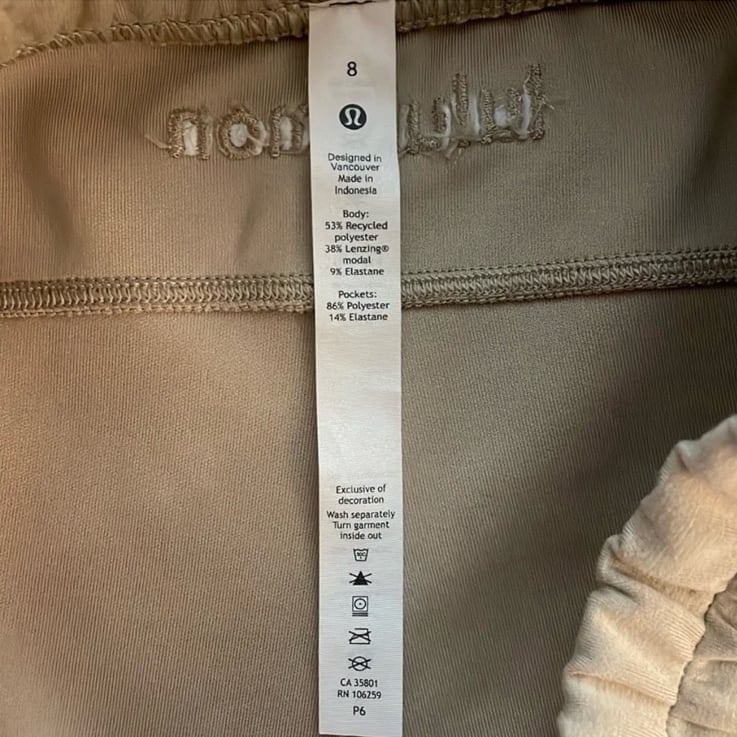 8
Designed in
Vancouver
Made in
Indonesia
Body:
53% Recycled
polyester
38% Lenzing®
modal
9% Elastane
Pockets:
86% Polyester
14% Elastane
Exclusive of
decoration
Wash separately
Turn garment
inside out
CA 35801
RN 106259
P6